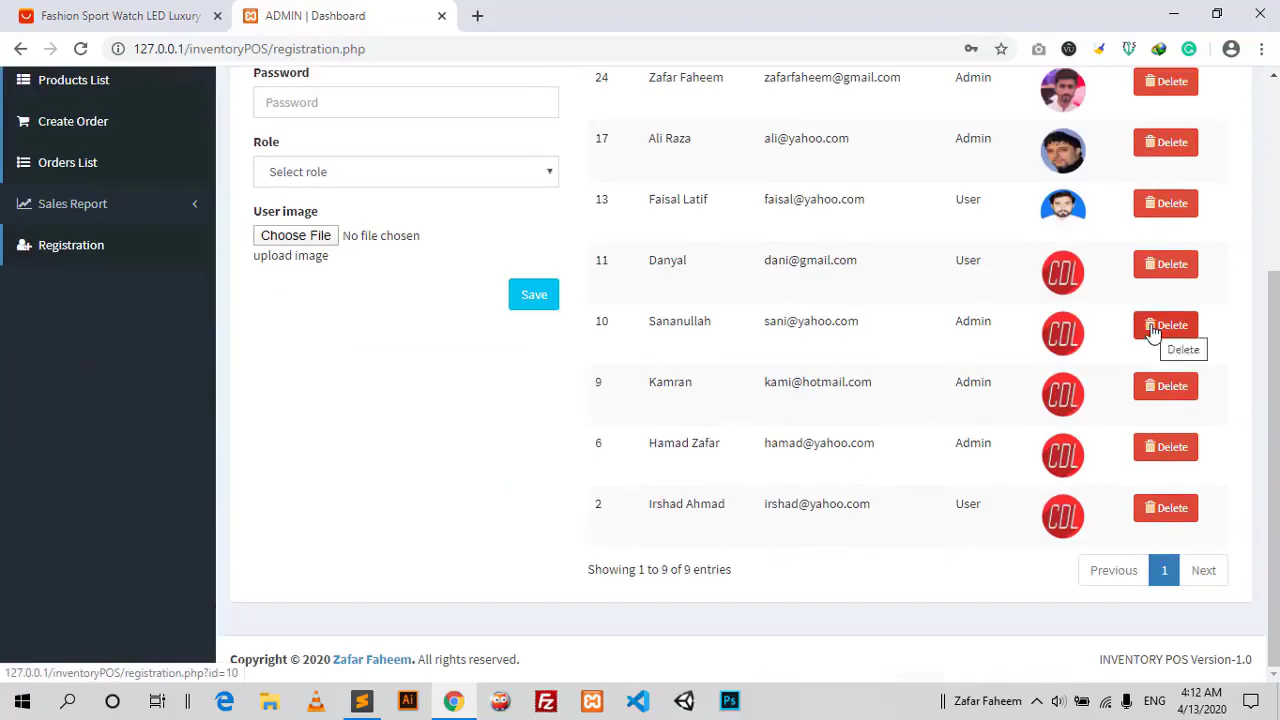 Fashion Sport Watch LED Luxury
ADMIN | Dashboard
127.0.0.1/inventoryPOS/registration.php
Products List
Create Order
Orders List
Sales Report
Registration
Password
Password
Role
Select role
User image
Choose File No file chosen
upload image
Save
24 Zafar Faheem zafarfaheem@gmail.com Admin Delete
17 Ali Raza ali@yahoo.com Admin Delete
13 Faisal Latif faisal@yahoo.com User Delete
11 Danyal dani@gmail.com User CDL Delete
10 Sananullah sani@yahoo.com Admin CDL Delete
Delete
9 Kamran kami@hotmail.com Admin CDL Delete
6 Hamad Zafar hamad@yahoo.com Admin CDL Delete
2 Irshad Ahmad irshad@yahoo.com User CDL Delete
Showing 1 to 9 of 9 entries
Previous 1 Next
Copyright © 2020 Zafar Faheem. All rights reserved.
INVENTORY POS Version-1.0
127.0.0.1/inventoryPOS/registration.php?id=10
Zafar Faheem
4:12 AM
4/13/2020